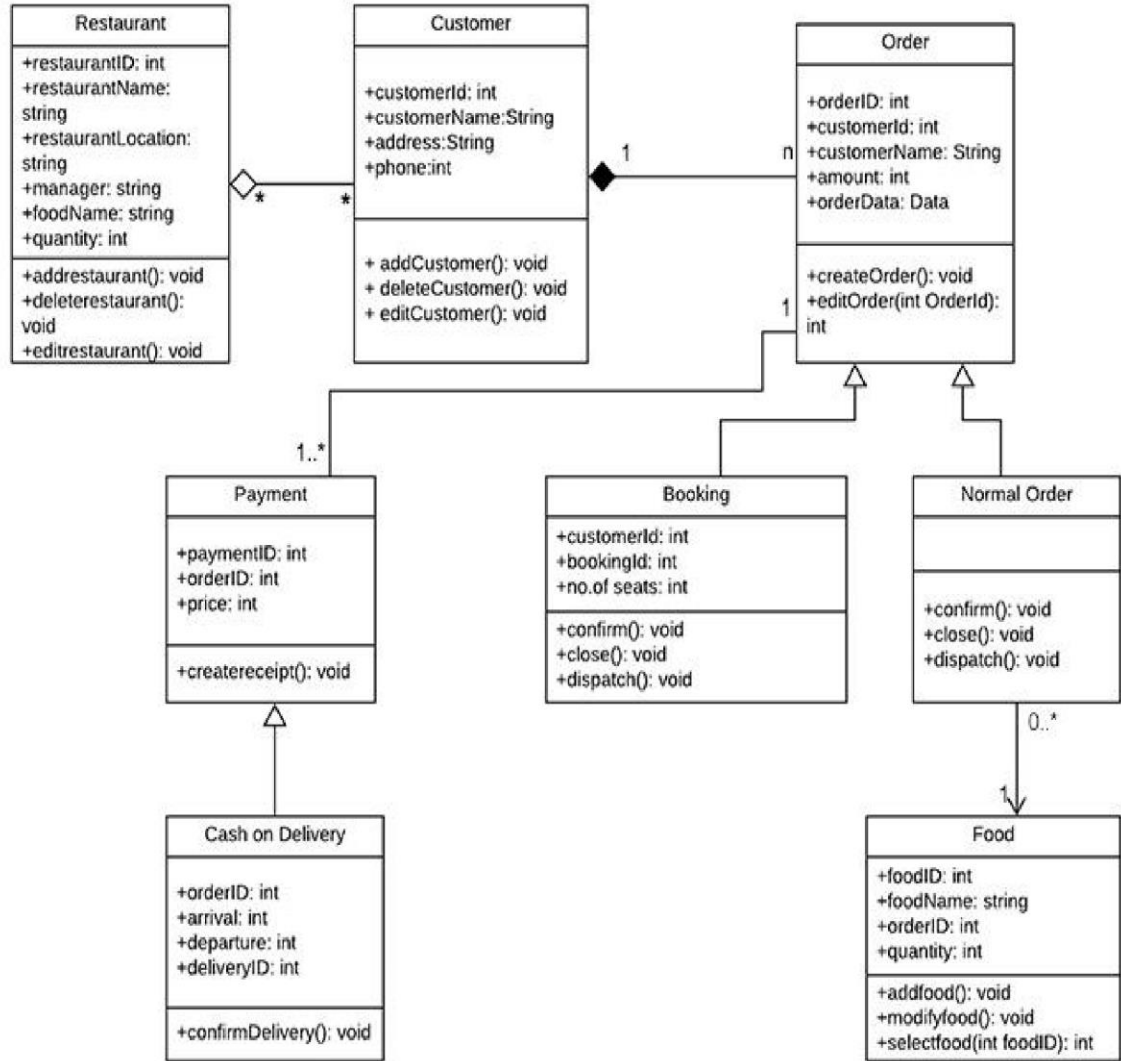 Restaurant
+restaurantID: int
+restaurantName:
string
+restaurantLocation:
string
+manager: string
+foodName: string
+quantity: int
+addrestaurant(): void
+deleterestaurant():
void
+editrestaurant(): void
*
*
Customer
+customerId: int
+customerName:String
+address:String
+phone:int
+ addCustomer(): void
+ deleteCustomer(): void
+ editCustomer(): void
1
n
Order
+orderID: int
+customerId: int
+customerName: String
+amount: int
+orderData: Data
+createOrder(): void
+editOrder(int OrderId):
int
1
1..*
Payment
+paymentID: int
+orderID: int
+price: int
+createreceipt(): void
Booking
+customerId: int
+bookingId: int
+no.of seats: int
+confirm(): void
+close(): void
+dispatch(): void
Normal Order
+confirm(): void
+close(): void
+dispatch(): void
0..*
1
Cash on Delivery
+orderID: int
+arrival: int
+departure: int
+deliveryID: int
+confirmDelivery(): void
Food
+foodID: int
+foodName: string
+orderID: int
+quantity: int
+addfood(): void
+modifyfood(): void
+selectfood(int foodID): int